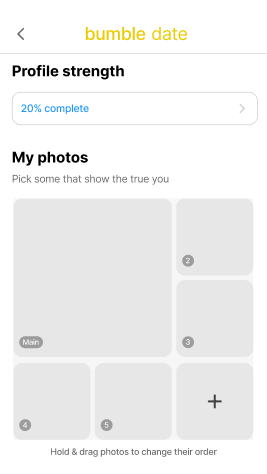 bumble date
Profile strength
20% complete
My photos
Pick some that show the true you
Main
2
3
4
5
Hold & drag photos to change their order